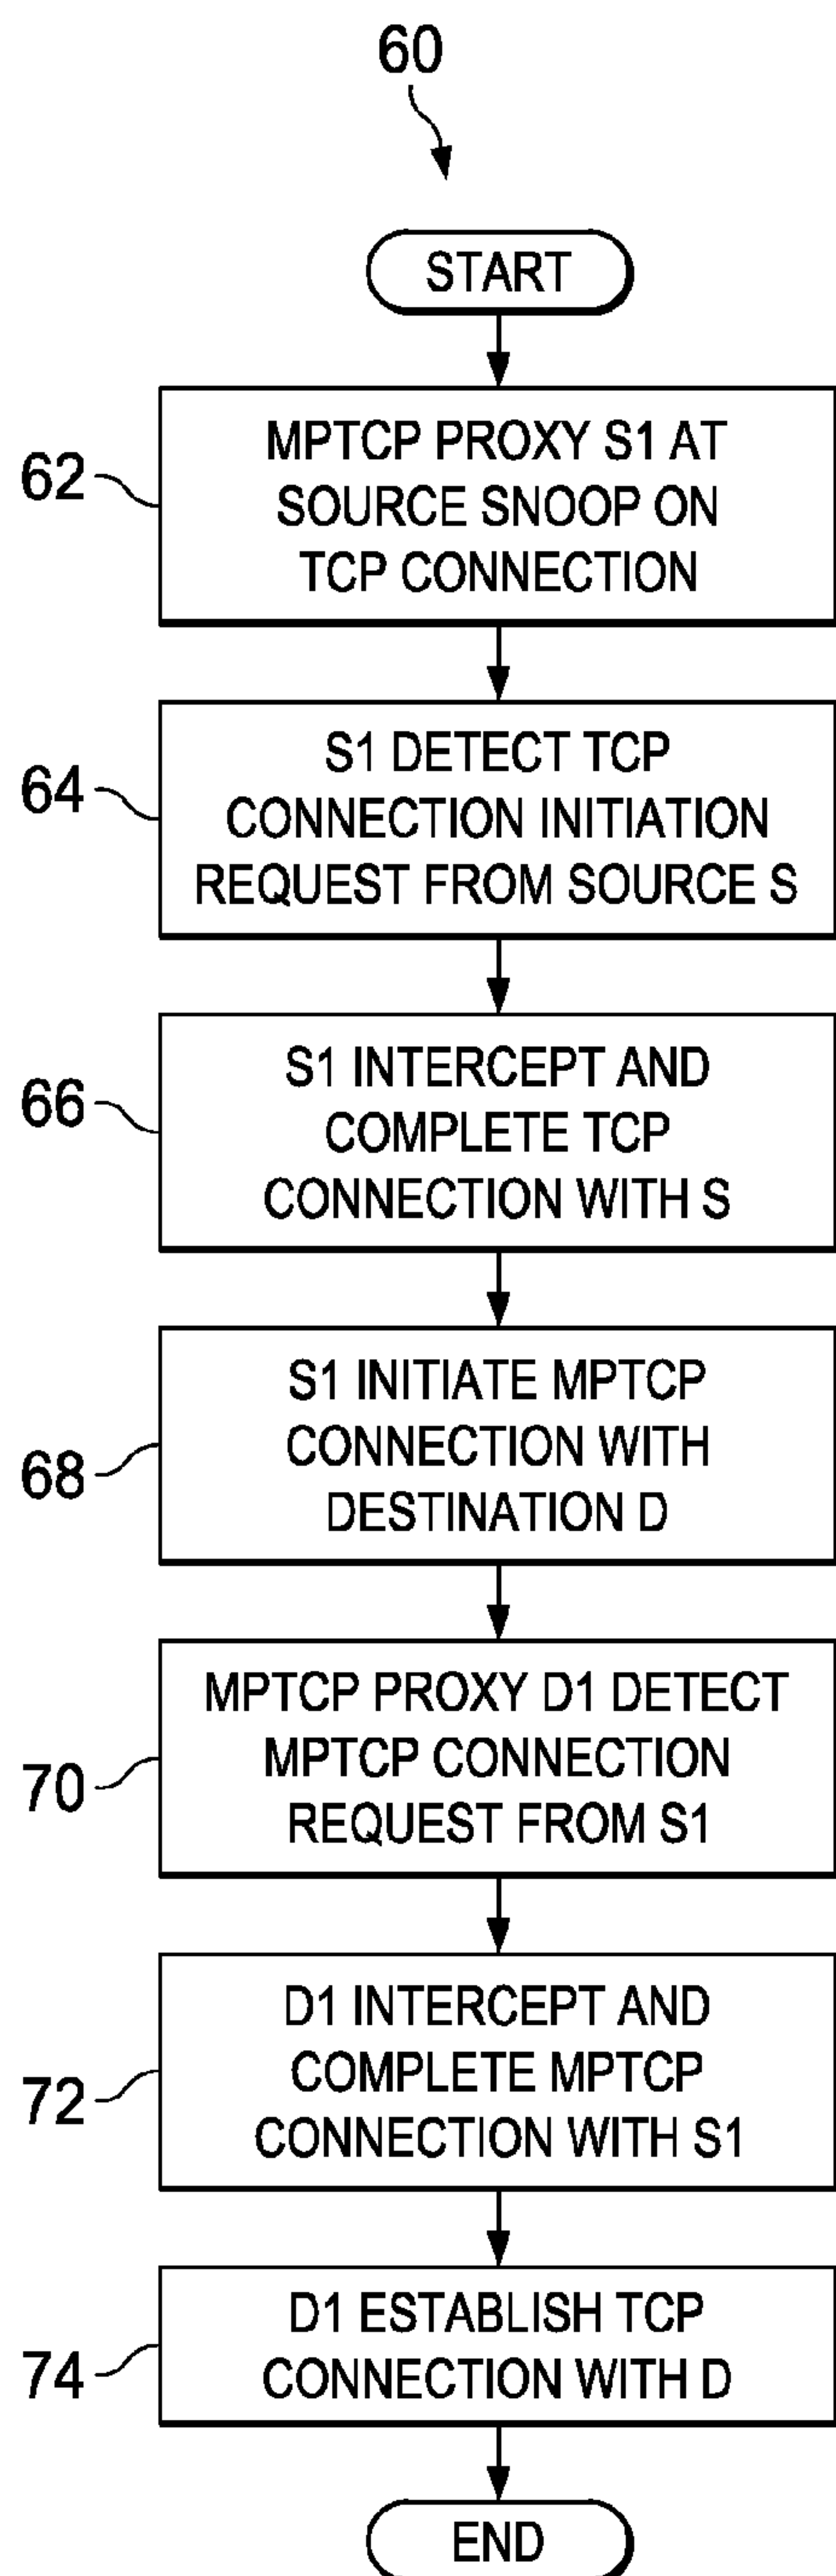 60
START
62
MPTCP PROXY S1 AT
SOURCE SNOOP ON
TCP CONNECTION
64
S1 DETECT TCP
CONNECTION INITIATION
REQUEST FROM SOURCE S
66
S1 INTERCEPT AND
COMPLETE TCP
CONNECTION WITH S
68
S1 INITIATE MPTCP
CONNECTION WITH
DESTINATION D
70
MPTCP PROXY D1 DETECT
MPTCP CONNECTION
REQUEST FROM S1
72
D1 INTERCEPT AND
COMPLETE MPTCP
CONNECTION WITH S1
74
D1 ESTABLISH TCP
CONNECTION WITH D
END